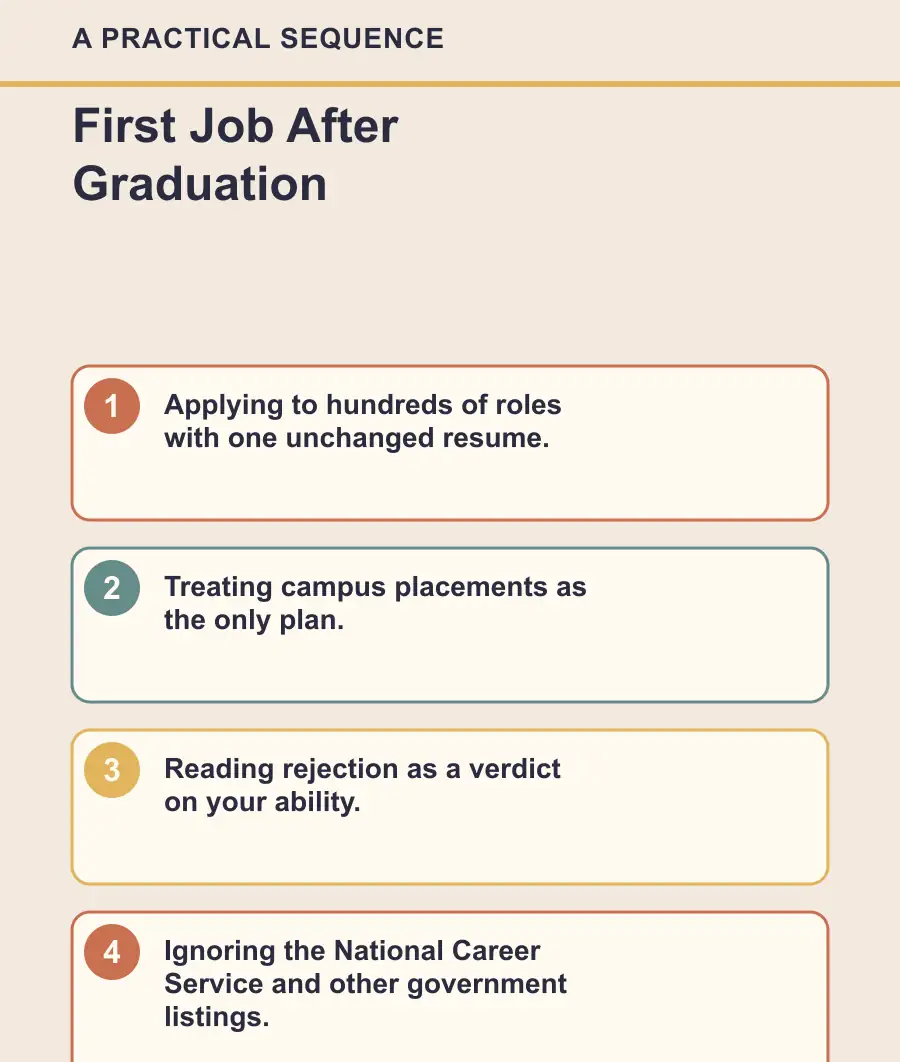 A PRACTICAL SEQUENCE
First Job After
Graduation
1
Applying to hundreds of roles
with one unchanged resume.
2
Treating campus placements as
the only plan.
3
Reading rejection as a verdict
on your ability.
4
Ignoring the National Career
Service and other government
listings.